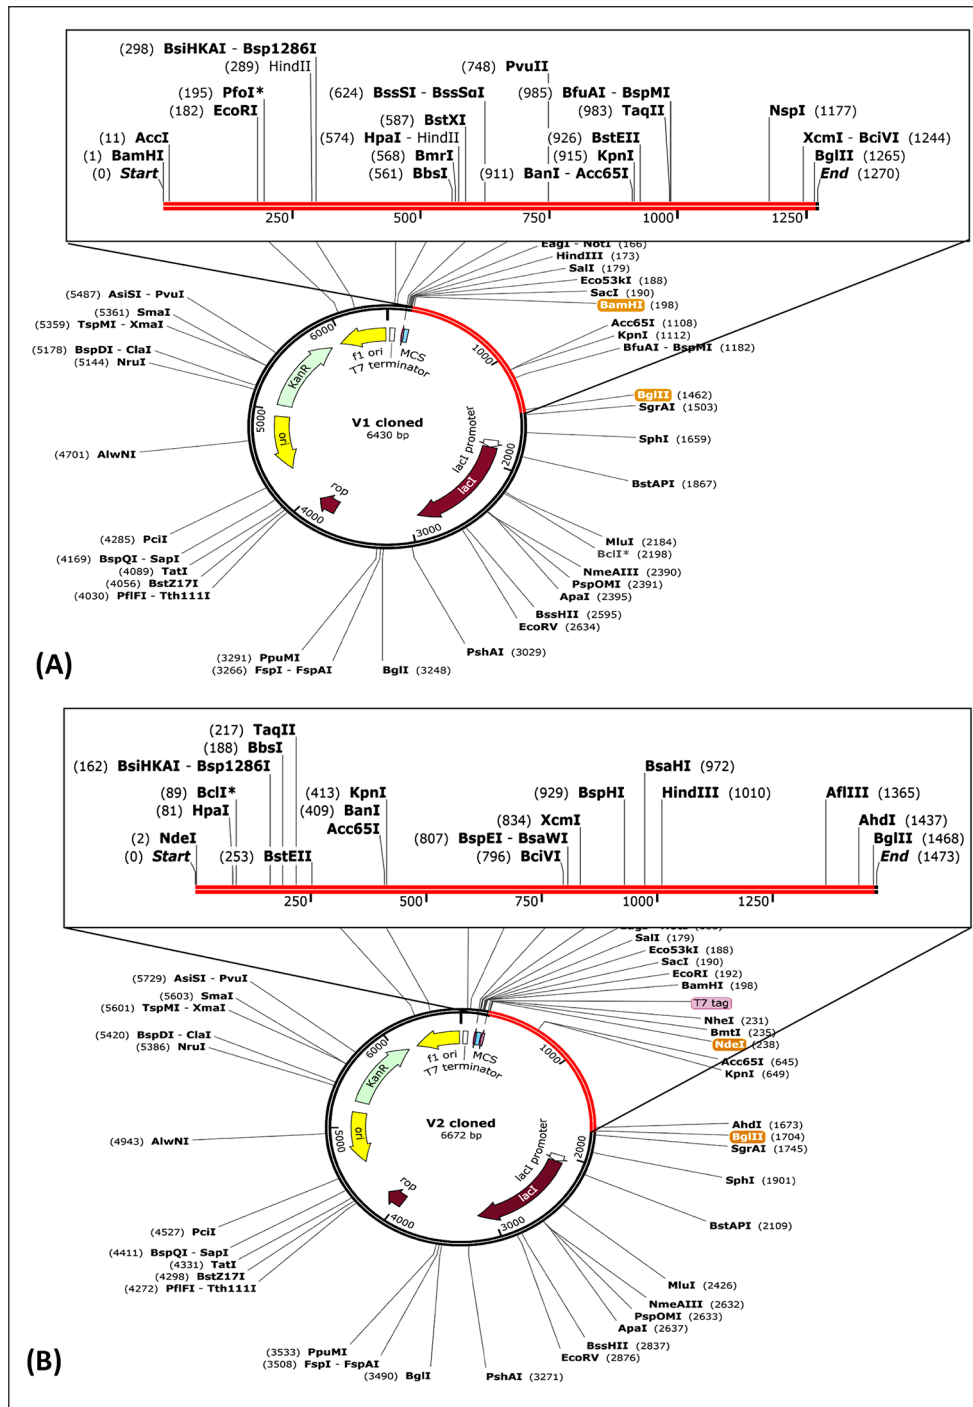 (298) BsiHKAI - Bsp1286I
(289) HindII
(748) PvuII
(195) PfoI*
(624) BssSI - BssSαI
(985) BfuAI - BspMI
(182) EcoRI
(587) BstXI
(983) TaqII
NspI (1177)
(11) AccI
(574) HpaI - HindII
(926) BstEII
XcmI - BciVI (1244)
(1) BamHI
(568) BmrI
(915) KpnI
BglII (1265)
(0) Start
(561) BbsI
(911) BanI - Acc65I
End (1270)
250
500
750
1000
1250
EagI - NotI (166)
HindIII (173)
SalI (179)
Eco53kI (188)
SacI (190)
BamHI (198)
Acc65I (1108)
KpnI (1112)
BfuAI - BspMI (1182)
BglII (1462)
SgrAI (1503)
SphI (1659)
BstAPI (1867)
MluI (2184)
BclI* (2198)
NmeAIII (2390)
PspOMI (2391)
ApaI (2395)
BssHII (2595)
EcoRV (2634)
PshAI (3029)
BglI (3248)
(3291) PpuMI
(3266) FspI - FspAI
(5487) AsiSI - PvuI
(5361) SmaI
(5359) TspMI - XmaI
(5178) BspDI - ClaI
(5144) NruI
(4701) AlwNI
(4285) PciI
(4169) BspQI - SapI
(4089) TatI
(4056) BstZ17I
(4030) PflFI - Tth111I
6000
1000
5000
2000
4000
3000
f1 ori
MCS
T7 terminator
KanR
ori
rop
lacI promoter
lacI
V1 cloned
6430 bp
(A)
(217) TaqII
(188) BbsI
(162) BsiHKAI - Bsp1286I
BsaHI (972)
(89) BclI*
(413) KpnI
(929) BspHI
HindIII (1010)
AflIII (1365)
(81) HpaI
(409) BanI
(834) XcmI
AhdI (1437)
(2) NdeI
Acc65I
(807) BspEI - BsaWI
BglII (1468)
(0) Start
(253) BstEII
(796) BciVI
End (1473)
250
500
750
1000
1250
SalI (179)
Eco53kI (188)
SacI (190)
EcoRI (192)
BamHI (198)
T7 tag
NheI (231)
BmtI (235)
NdeI (238)
Acc65I (645)
KpnI (649)
AhdI (1673)
BglII (1704)
SgrAI (1745)
SphI (1901)
BstAPI (2109)
MluI (2426)
NmeAIII (2632)
PspOMI (2633)
ApaI (2637)
BssHII (2837)
EcoRV (2876)
PshAI (3271)
(3533) PpuMI
(3508) FspI - FspAI
(3490) BglI
(5729) AsiSI - PvuI
(5603) SmaI
(5601) TspMI - XmaI
(5420) BspDI - ClaI
(5386) NruI
(4943) AlwNI
(4527) PciI
(4411) BspQI - SapI
(4331) TatI
(4298) BstZ17I
(4272) PflFI - Tth111I
6000
1000
5000
2000
4000
3000
f1 ori
MCS
T7 terminator
KanR
ori
rop
lacI promoter
lacI
V2 cloned
6672 bp
(B)